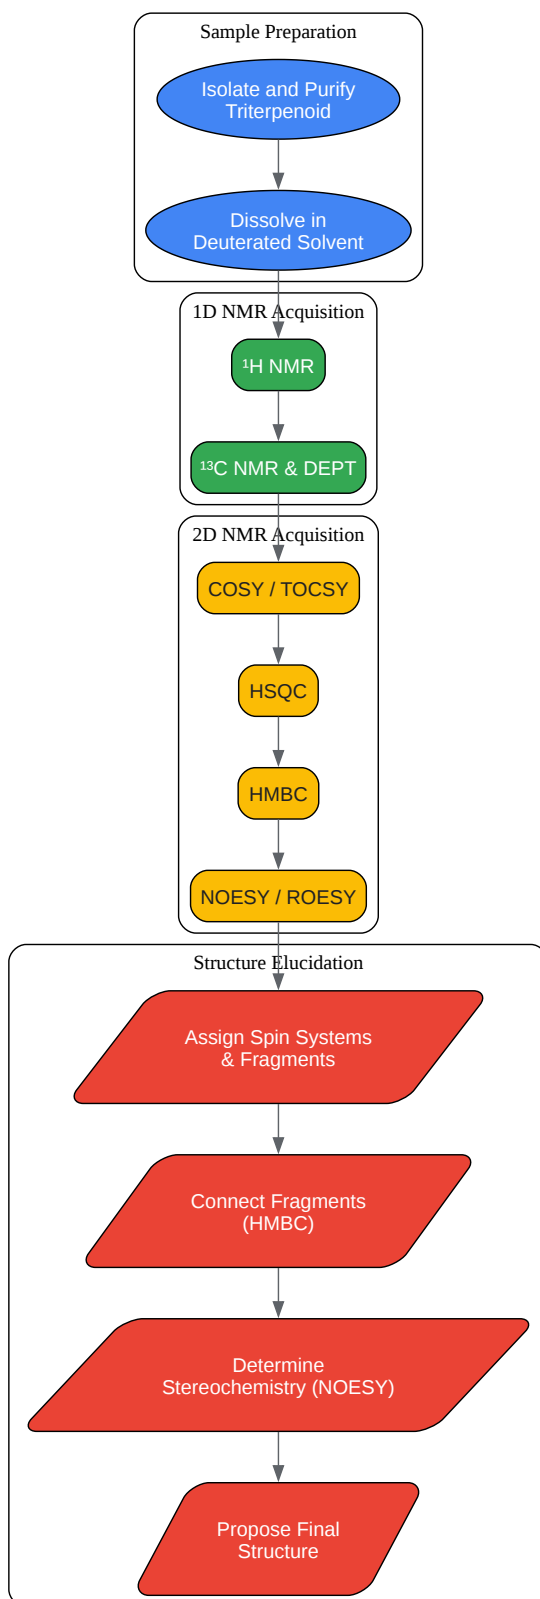 Sample Preparation
Isolate and Purify
Triterpenoid
Dissolve in
Deuterated Solvent
1D NMR Acquisition
¹H NMR
¹³C NMR & DEPT
2D NMR Acquisition
COSY / TOCSY
HSQC
HMBC
NOESY / ROESY
Structure Elucidation
Assign Spin Systems
& Fragments
Connect Fragments
(HMBC)
Determine
Stereochemistry (NOESY)
Propose Final
Structure